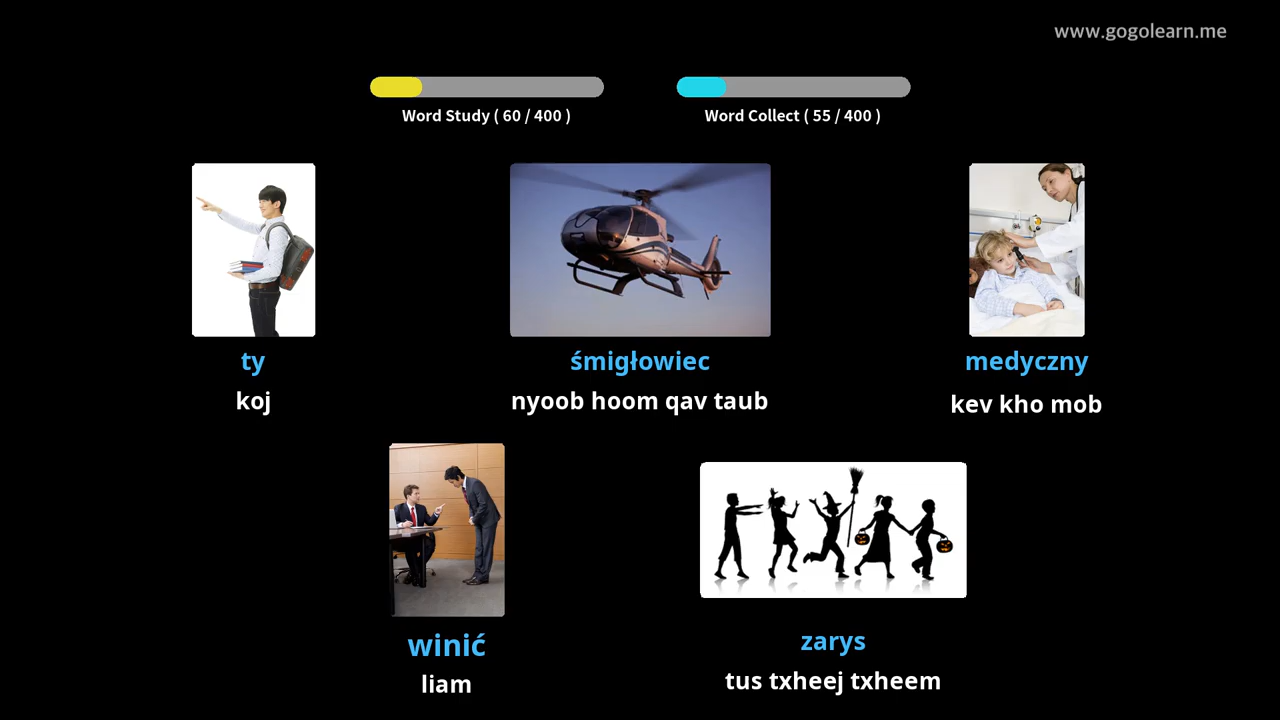 www.gogolearn.me
Word Study ( 60 / 400 )
Word Collect ( 55 / 400 )
ty
koj
śmigłowiec
nyoob hoom qav taub
medyczny
kev kho mob
winić
liam
zarys
tus txheej txheem